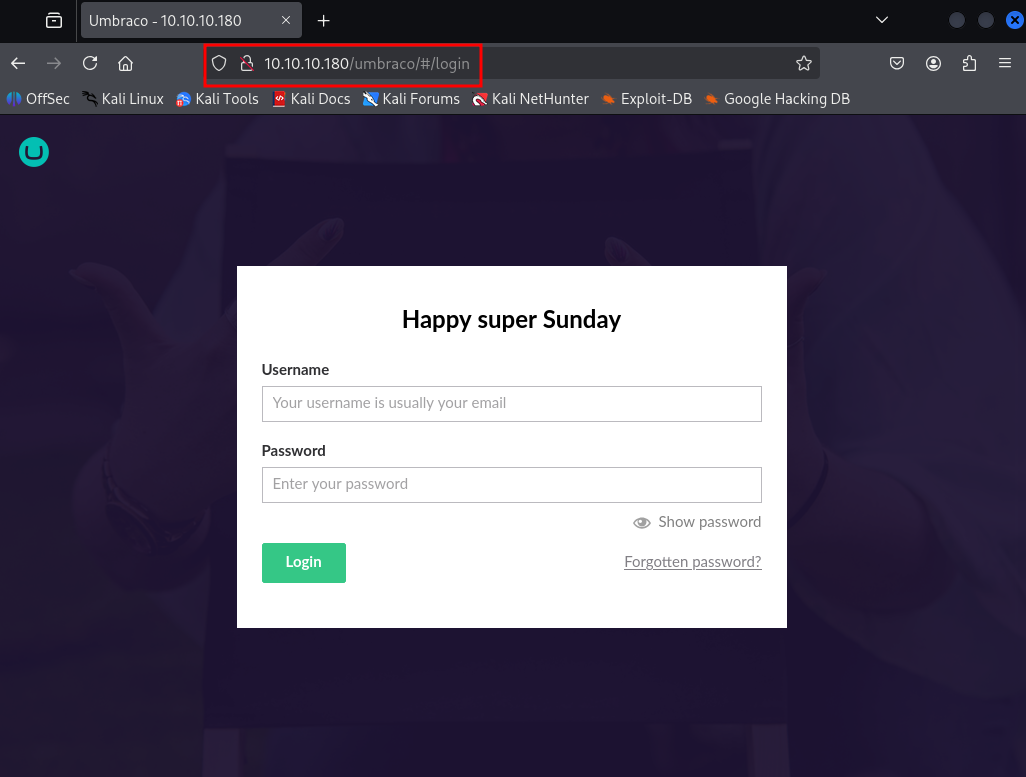 Umbraco - 10.10.10.180
10.10.10.180/umbraco/#/login
OffSec Kali Linux Kali Tools Kali Docs Kali Forums Kali NetHunter Exploit-DB Google Hacking DB
Happy super Sunday
Username
Your username is usually your email
Password
Enter your password
Show password
Login Forgotten password?